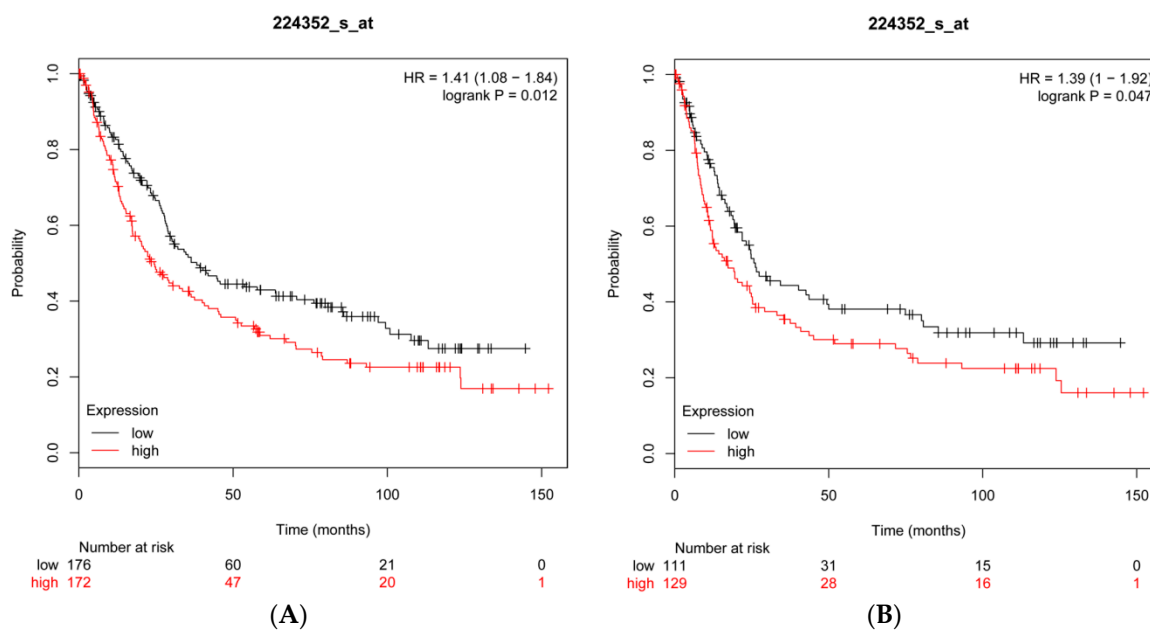 224352_s_at
HR = 1.41 (1.08 − 1.84)
logrank P = 0.012
Probability
1.0
0.8
0.6
0.4
0.2
0.0
Expression
low
high
0 50 100 150
Time (months)
Number at risk
low 176 60 21 0
high 172 47 20 1
(A)
224352_s_at
HR = 1.39 (1 − 1.92)
logrank P = 0.047
Probability
1.0
0.8
0.6
0.4
0.2
0.0
Expression
low
high
0 50 100 150
Time (months)
Number at risk
low 111 31 15 0
high 129 28 16 1
(B)